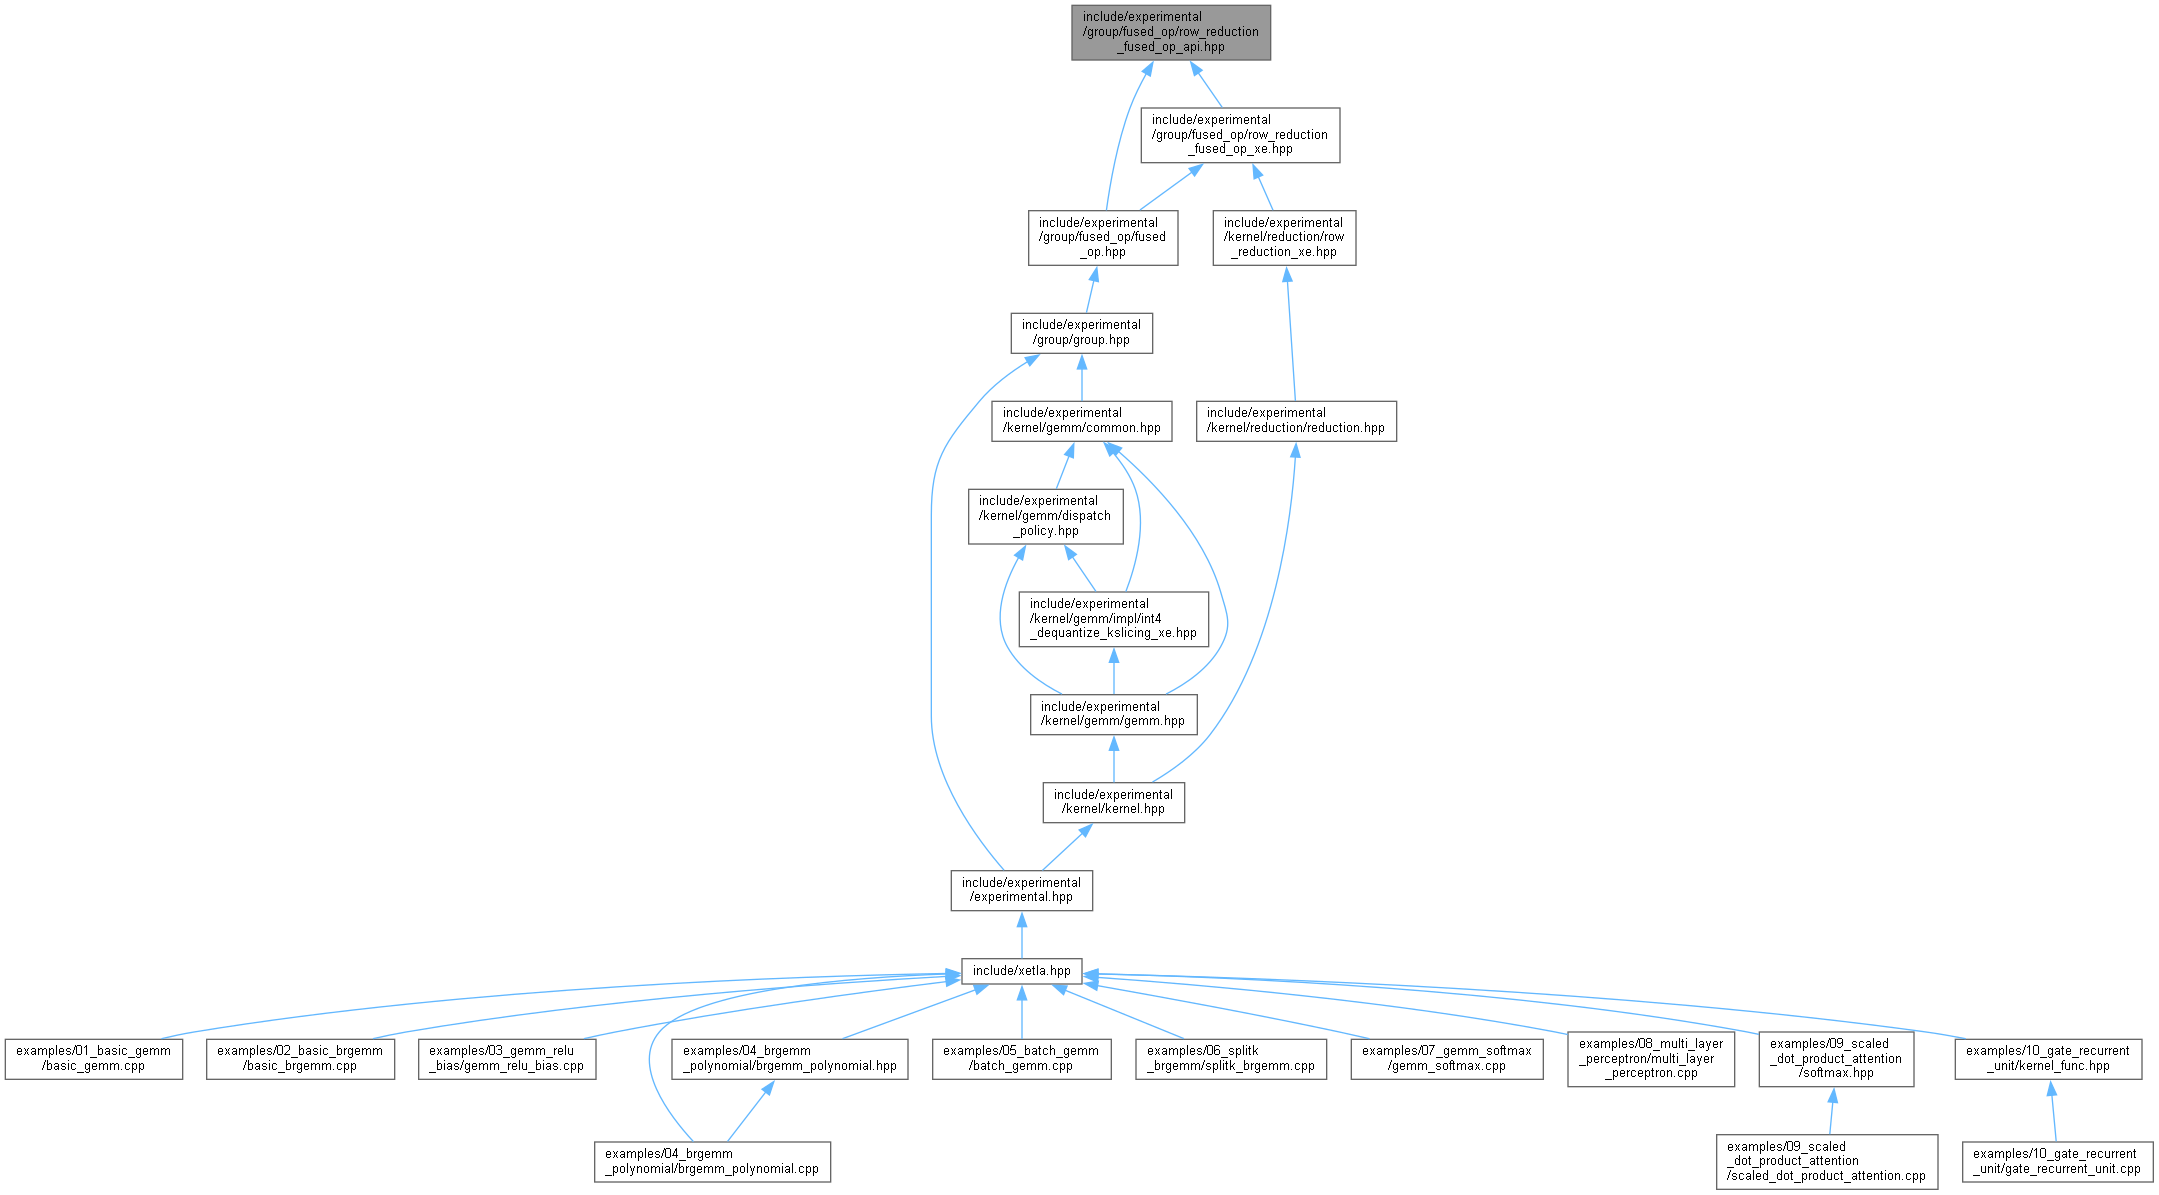 include/experimental
/group/fused_op/row_reduction
_fused_op_api.hpp
include/experimental
/group/fused_op/row_reduction
_fused_op_xe.hpp
include/experimental
/group/fused_op/fused
_op.hpp
include/experimental
/kernel/reduction/row
_reduction_xe.hpp
include/experimental
/group/group.hpp
include/experimental
/kernel/gemm/common.hpp
include/experimental
/kernel/reduction/reduction.hpp
include/experimental
/kernel/gemm/dispatch
_policy.hpp
include/experimental
/kernel/gemm/impl/int4
_dequantize_kslicing_xe.hpp
include/experimental
/kernel/gemm/gemm.hpp
include/experimental
/kernel/kernel.hpp
include/experimental
/experimental.hpp
include/xetla.hpp
examples/01_basic_gemm
/basic_gemm.cpp
examples/02_basic_brgemm
/basic_brgemm.cpp
examples/03_gemm_relu
_bias/gemm_relu_bias.cpp
examples/04_brgemm
_polynomial/brgemm_polynomial.hpp
examples/05_batch_gemm
/batch_gemm.cpp
examples/06_splitk
_brgemm/splitk_brgemm.cpp
examples/07_gemm_softmax
/gemm_softmax.cpp
examples/08_multi_layer
_perceptron/multi_layer
_perceptron.cpp
examples/09_scaled
_dot_product_attention
/softmax.hpp
examples/10_gate_recurrent
_unit/kernel_func.hpp
examples/04_brgemm
_polynomial/brgemm_polynomial.cpp
examples/09_scaled
_dot_product_attention
/scaled_dot_product_attention.cpp
examples/10_gate_recurrent
_unit/gate_recurrent_unit.cpp